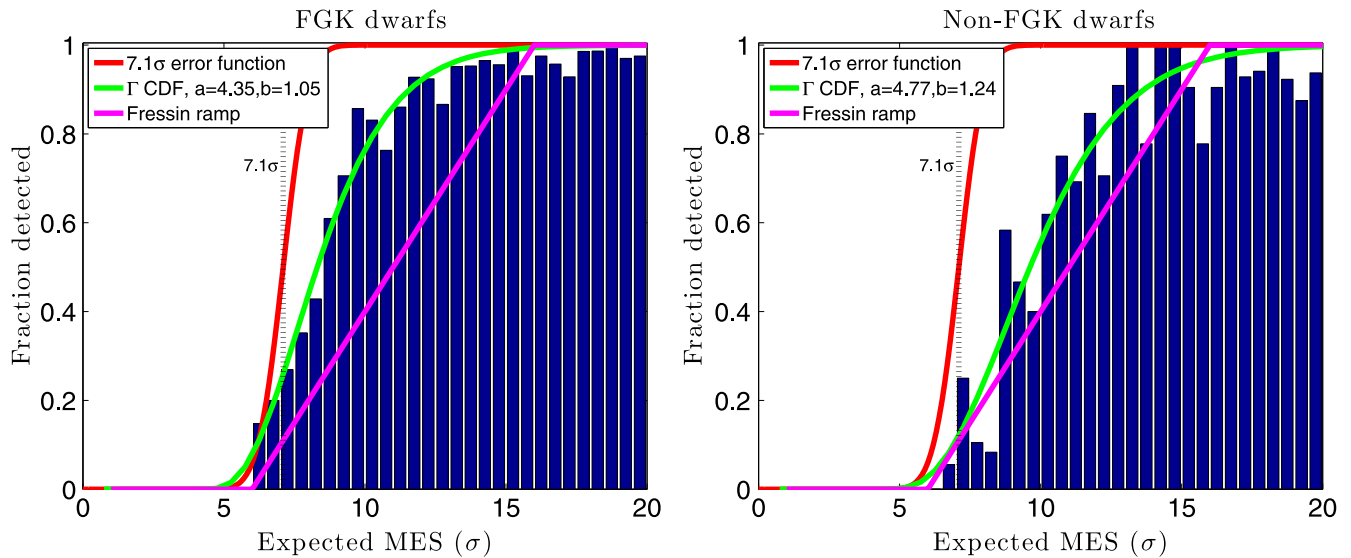 FGK dwarfs
1
0.8
0.6
0.4
0.2
0
Fraction detected
7.1σ error function
Γ CDF, a=4.35,b=1.05
Fressin ramp
7.1σ
0 5 10 15 20
Expected MES (σ)
Non-FGK dwarfs
1
0.8
0.6
0.4
0.2
0
Fraction detected
7.1σ error function
Γ CDF, a=4.77,b=1.24
Fressin ramp
7.1σ
0 5 10 15 20
Expected MES (σ)